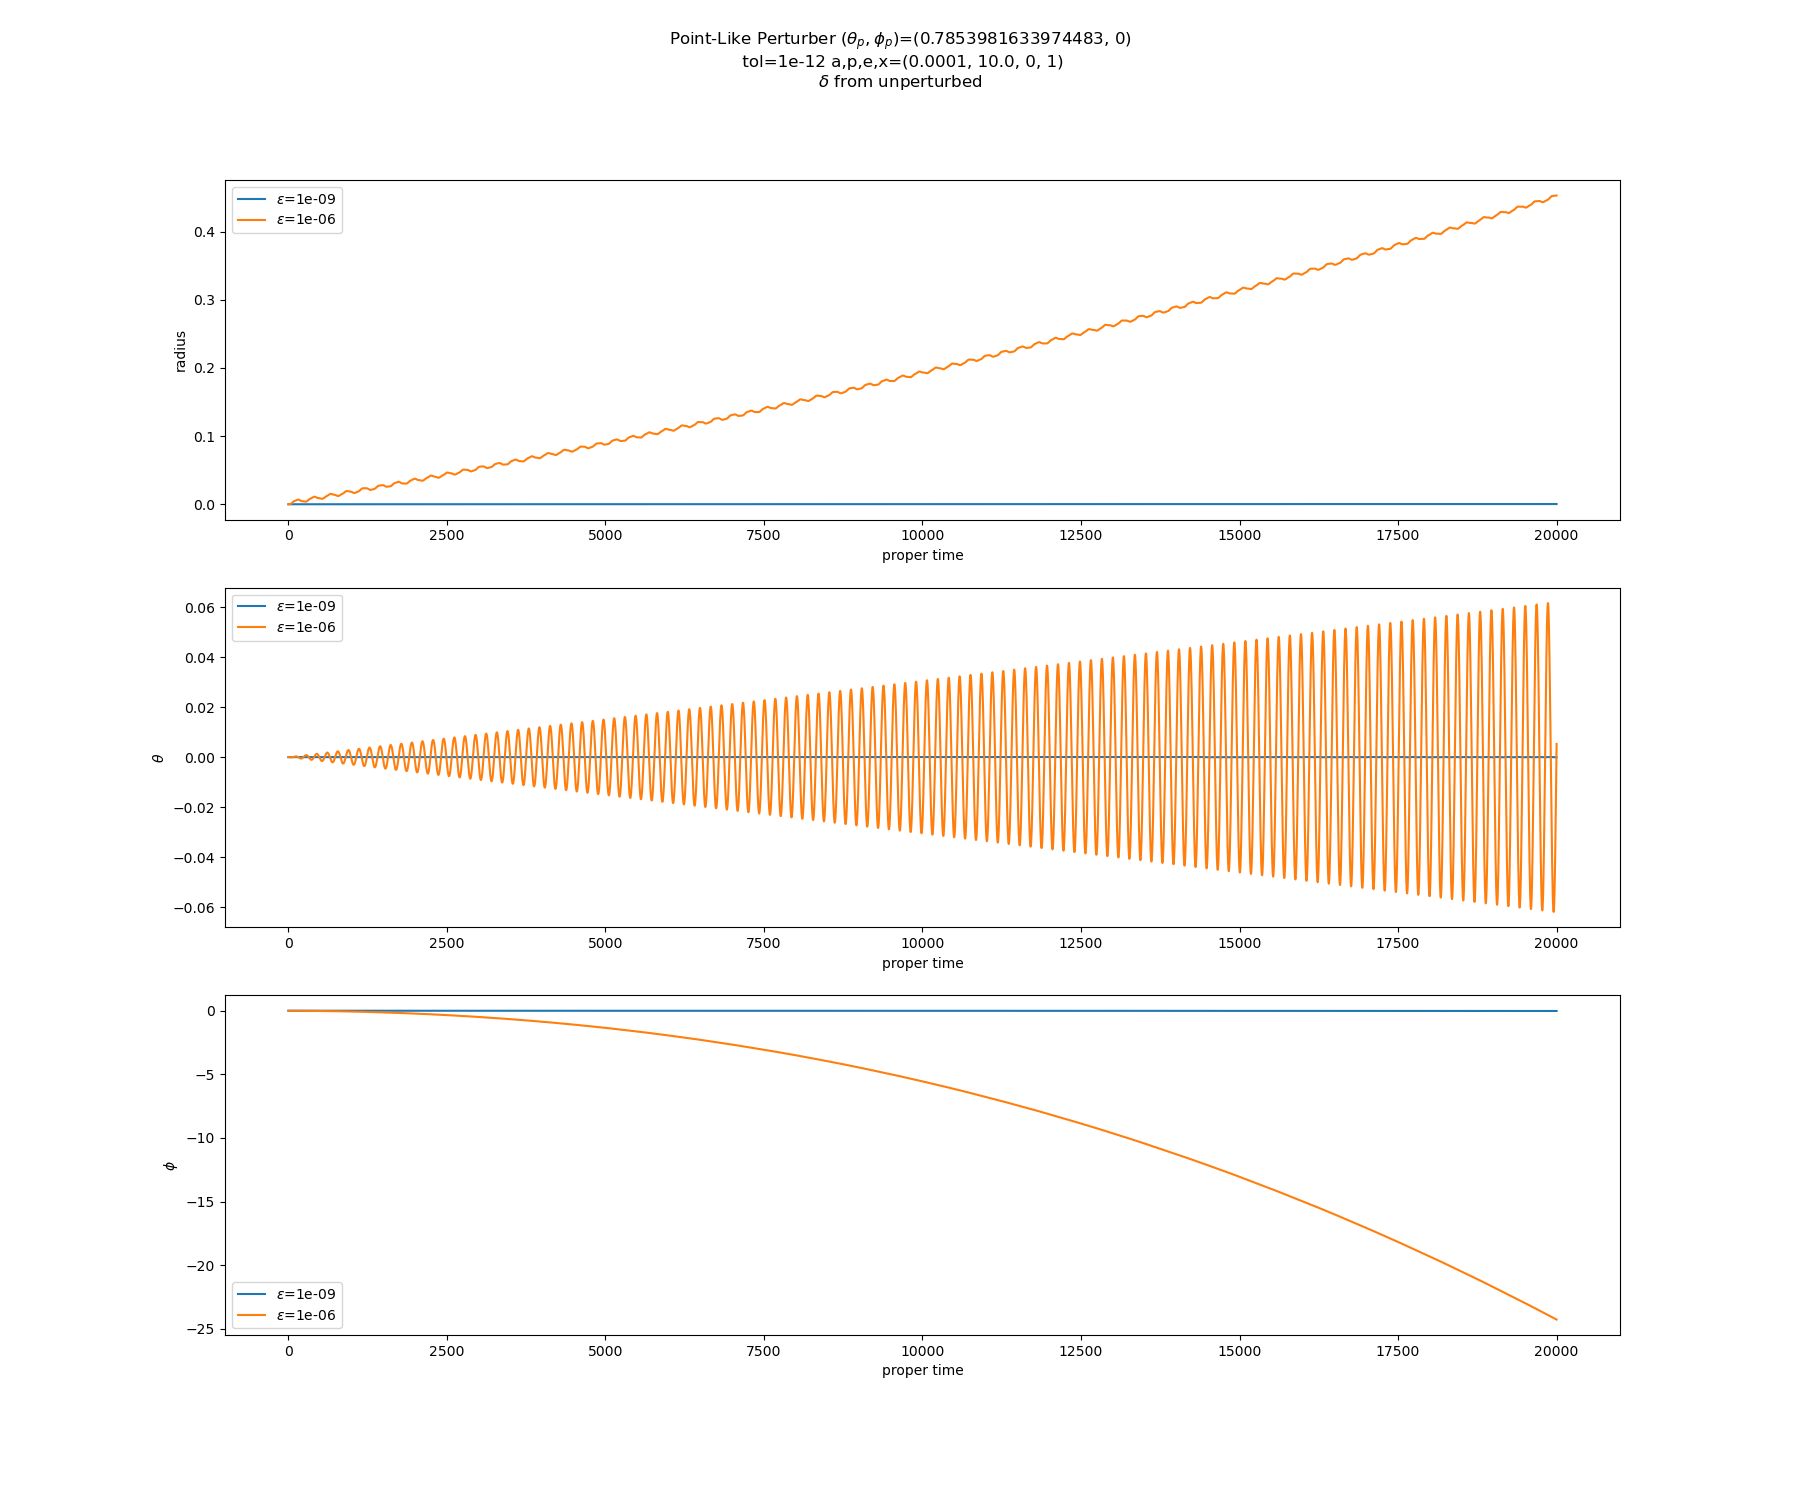 Point-Like Perturber (θp, ϕp)=(0.7853981633974483, 0)
tol=1e-12 a,p,e,x=(0.0001, 10.0, 0, 1)
δ from unperturbed
ε=1e-09
ε=1e-06
0.4
0.3
0.2
0.1
0.0
radius
0 2500 5000 7500 10000 12500 15000 17500 20000
proper time
ε=1e-09
ε=1e-06
0.06
0.04
0.02
0.00
−0.02
−0.04
−0.06
θ
0 2500 5000 7500 10000 12500 15000 17500 20000
proper time
0
−5
−10
−15
−20
−25
ϕ
ε=1e-09
ε=1e-06
0 2500 5000 7500 10000 12500 15000 17500 20000
proper time